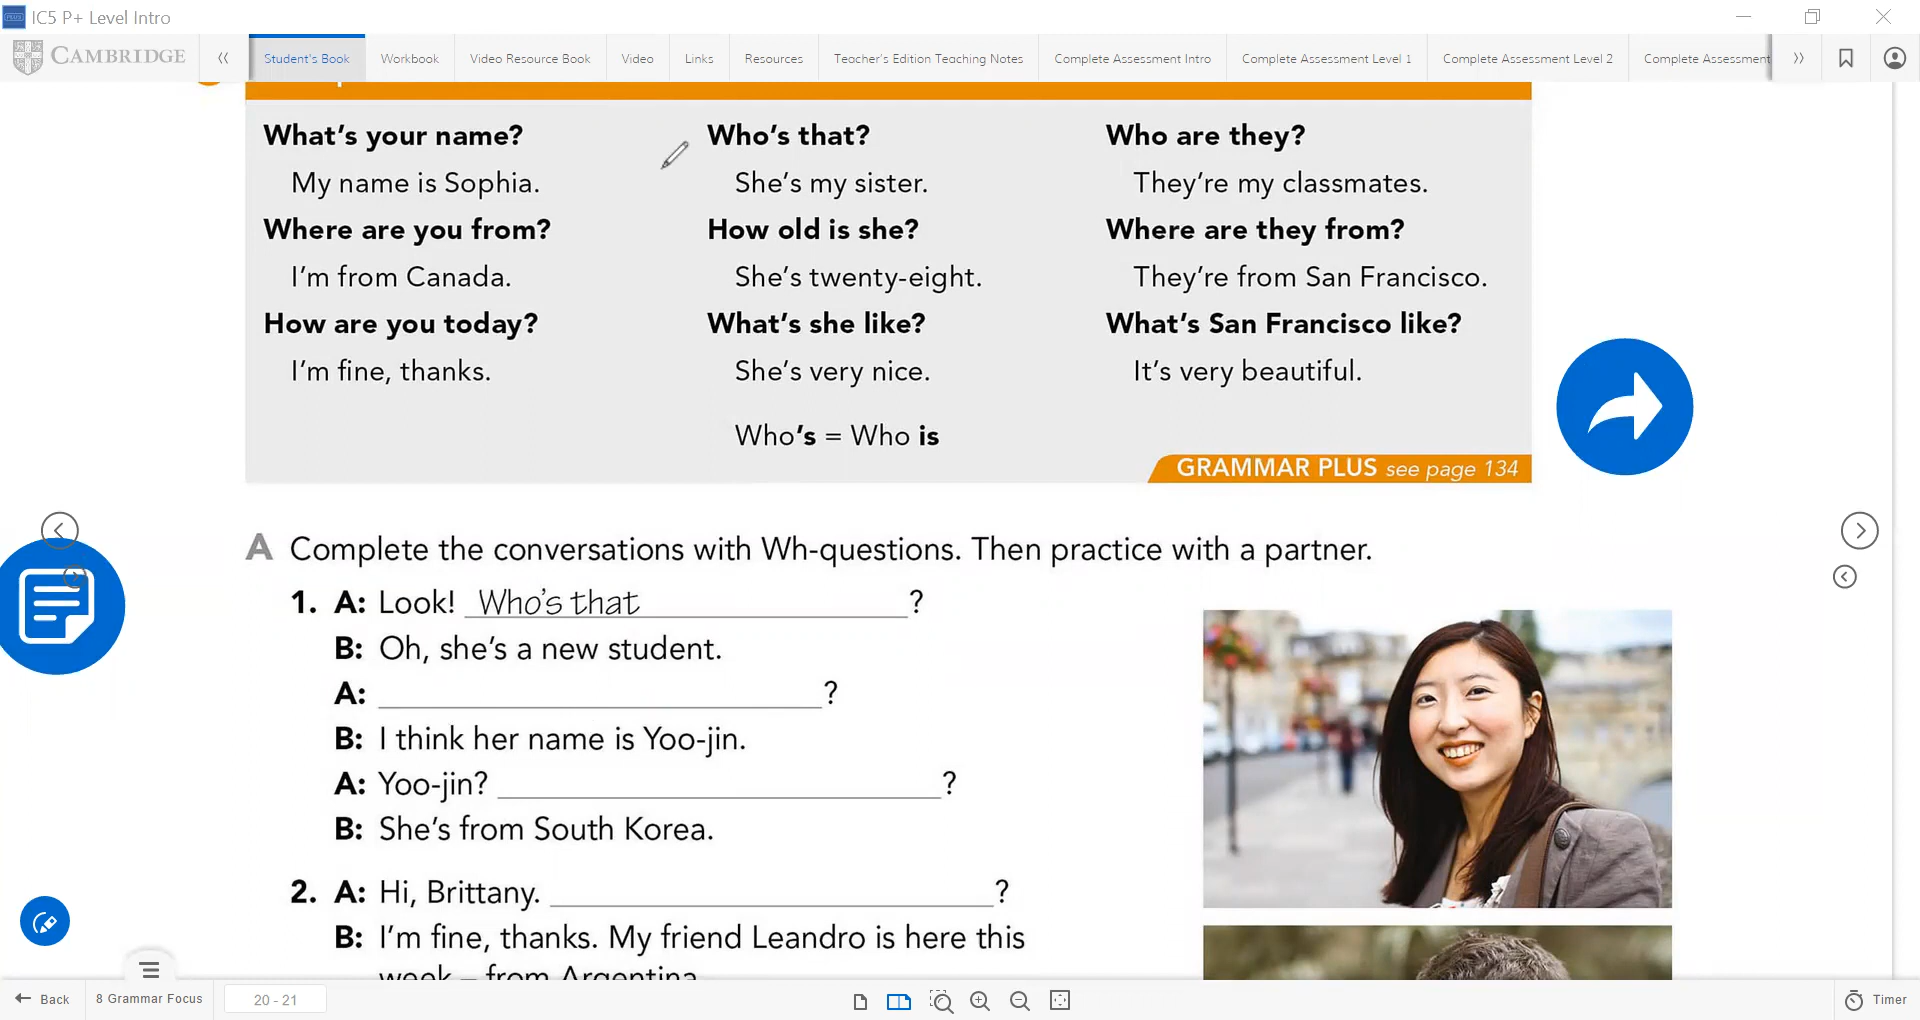 IC5 P+ Level Intro
CAMBRIDGE
Student's Book
Workbook
Video Resource Book
Video
Links
Resources
Teacher's Edition Teaching Notes
Complete Assessment Intro
Complete Assessment Level 1
Complete Assessment Level 2
Complete Assessment
What's your name?
My name is Sophia.
Where are you from?
I'm from Canada.
How are you today?
I'm fine, thanks.
Who's that?
She's my sister.
How old is she?
She's twenty-eight.
What's she like?
She's very nice.
Who's = Who is
Who are they?
They're my classmates.
Where are they from?
They're from San Francisco.
What's San Francisco like?
It's very beautiful.
GRAMMAR PLUS see page 134
A Complete the conversations with Wh-questions. Then practice with a partner.
1. A: Look! Who's that ?
B: Oh, she's a new student.
A: ?
B: I think her name is Yoo-jin.
A: Yoo-jin? ?
B: She's from South Korea.
2. A: Hi, Brittany. ?
B: I'm fine, thanks. My friend Leandro is here this
week – from Argentina.
Back
8 Grammar Focus
20 - 21
Timer